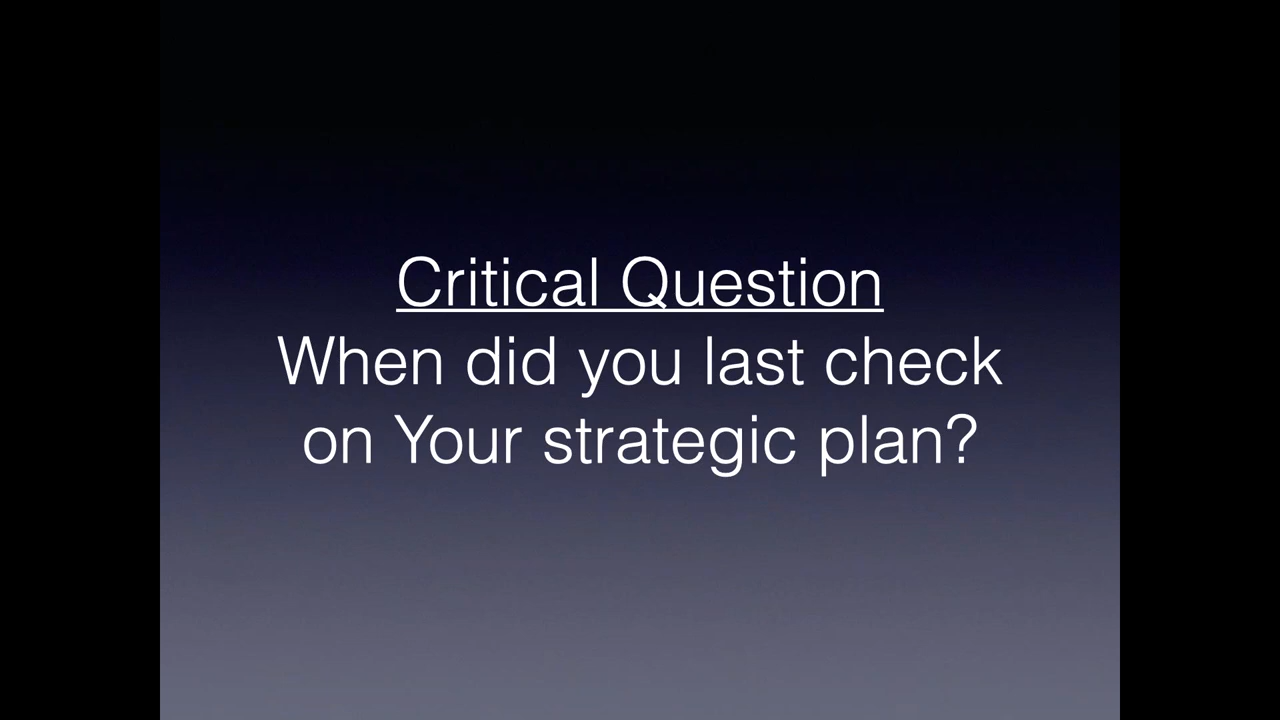 Critical Question
When did you last check
on Your strategic plan?